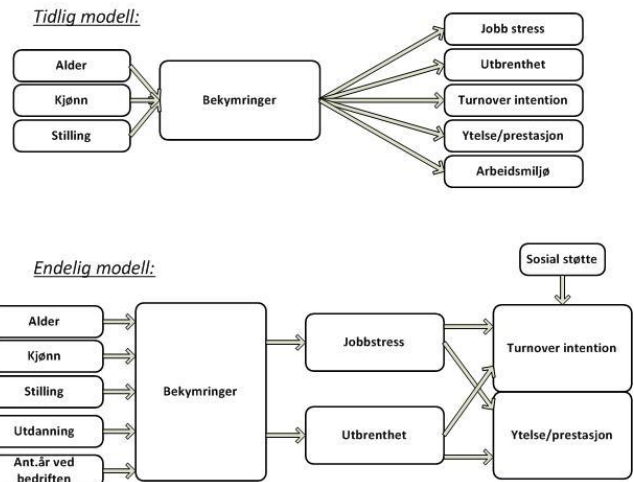 Tidlig modell:
Alder
Kjønn
Stilling
Bekymringer
Jobb stress
Utbrenthet
Turnover intention
Ytelse/prestasjon
Arbeidsmiljø
Endelig modell:
Sosial støtte
Alder
Kjønn
Stilling
Utdanning
Ant.år ved
bedriften
Bekymringer
Jobbstress
Utbrenthet
Turnover intention
Ytelse/prestasjon